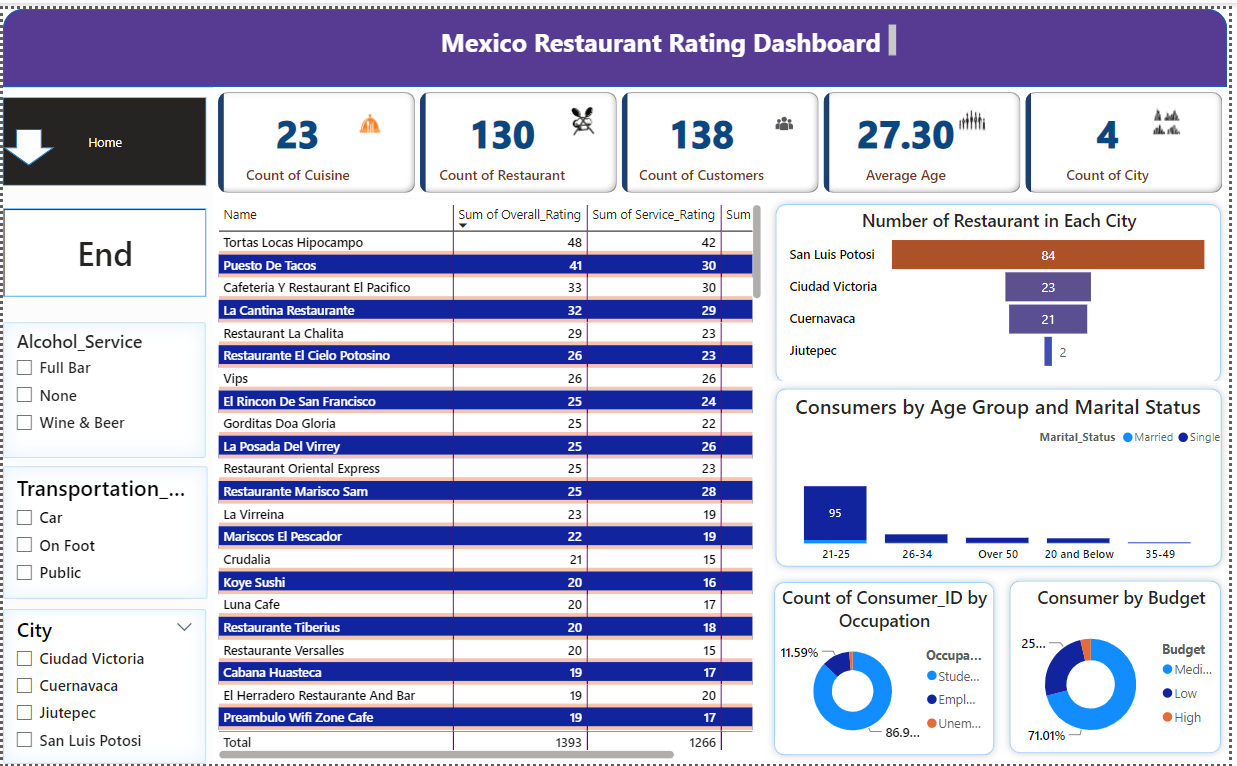 Mexico Restaurant Rating Dashboard
Home
23
Count of Cuisine
130
Count of Restaurant
138
Count of Customers
27.30
Average Age
4
Count of City
End
Alcohol_Service
Full Bar
None
Wine & Beer
Transportation_...
Car
On Foot
Public
City
Ciudad Victoria
Cuernavaca
Jiutepec
San Luis Potosi
Name Sum of Overall_Rating Sum of Service_Rating Sum
Tortas Locas Hipocampo 48 42
Puesto De Tacos 41 30
Cafeteria Y Restaurant El Pacifico 33 30
La Cantina Restaurante 32 29
Restaurant La Chalita 29 23
Restaurante El Cielo Potosino 26 23
Vips 26 26
El Rincon De San Francisco 25 24
Gorditas Doa Gloria 25 22
La Posada Del Virrey 25 26
Restaurant Oriental Express 25 23
Restaurante Marisco Sam 25 28
La Virreina 23 19
Mariscos El Pescador 22 19
Crudalia 21 15
Koye Sushi 20 16
Luna Cafe 20 17
Restaurante Tiberius 20 18
Restaurante Versalles 20 15
Cabana Huasteca 19 17
El Herradero Restaurante And Bar 19 20
Preambulo Wifi Zone Cafe 19 17
Total 1393 1266
Number of Restaurant in Each City
San Luis Potosi 84
Ciudad Victoria 23
Cuernavaca 21
Jiutepec 2
Consumers by Age Group and Marital Status
Marital_Status Married Single
95
21-25 26-34 Over 50 20 and Below 35-49
Count of Consumer_ID by
Occupation
11.59%
86.9...
Occupa...
Stude...
Empl...
Unem...
Consumer by Budget
25...
71.01%
Budget
Medi...
Low
High